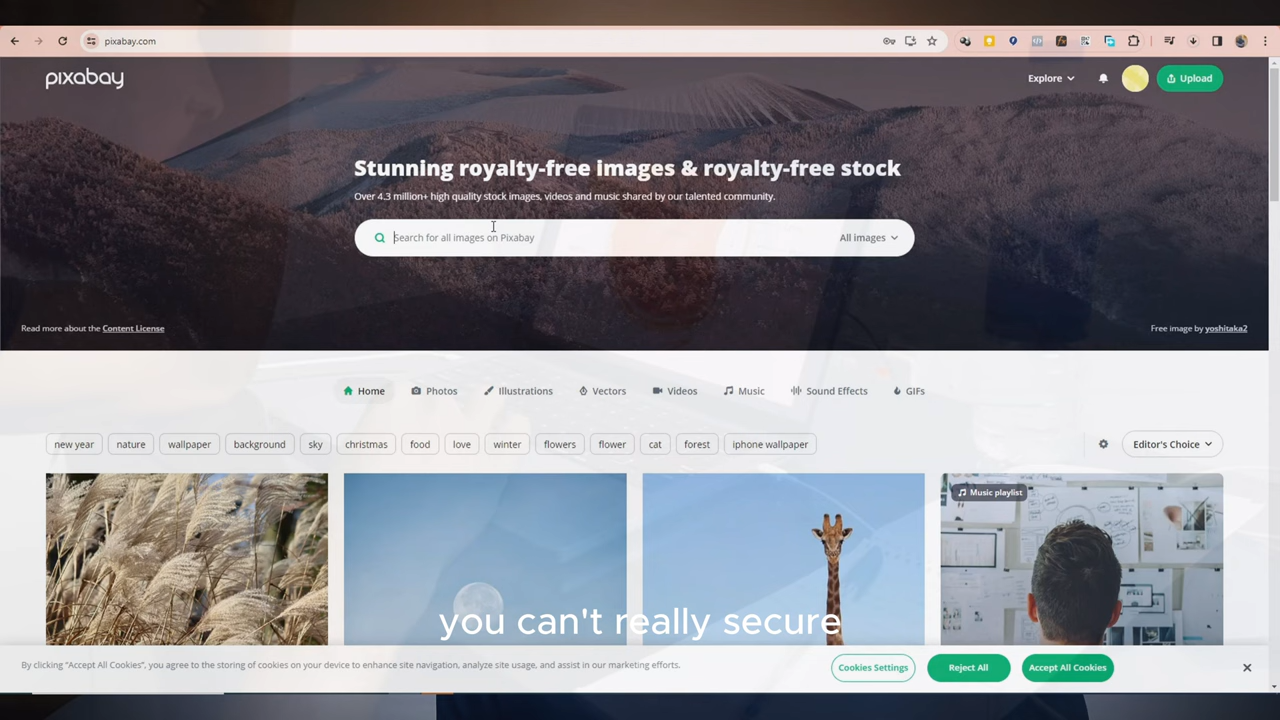 pixabay.com
pixabay
Explore
Upload
Stunning royalty-free images & royalty-free stock
Over 4.3 million+ high quality stock images, videos and music shared by our talented community.
Search for all images on Pixabay
All images
Read more about the Content License
Free image by yoshitaka2
Home Photos Illustrations Vectors Videos Music Sound Effects GIFs
new year nature wallpaper background sky christmas food love winter flowers flower cat forest iphone wallpaper
Editor's Choice
Music playlist
you can't really secure
By clicking “Accept All Cookies”, you agree to the storing of cookies on your device to enhance site navigation, analyze site usage, and assist in our marketing efforts.
Cookies Settings
Reject All
Accept All Cookies